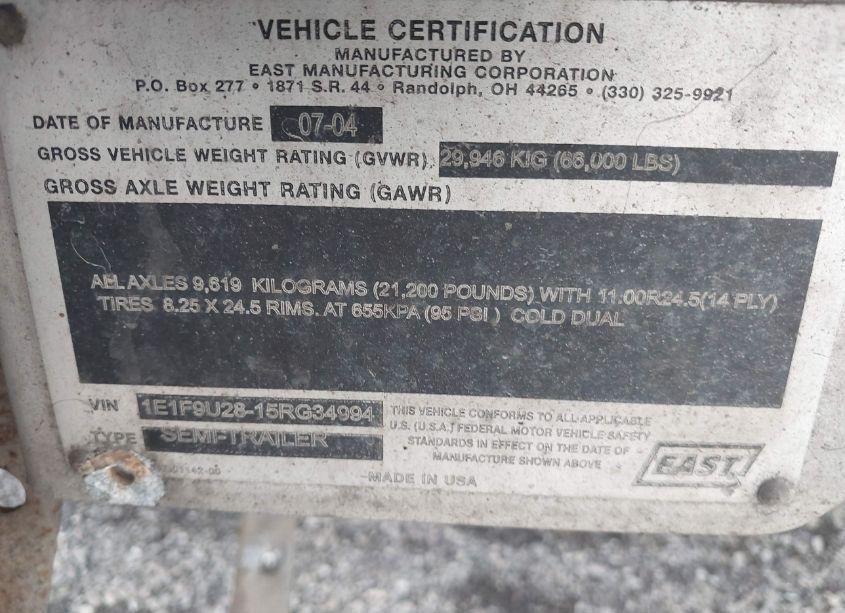 VEHICLE CERTIFICATION
MANUFACTURED BY
EAST MANUFACTURING CORPORATION
P.O. Box 277 • 1871 S.R. 44 • Randolph, OH 44265 • (330) 325-9921
DATE OF MANUFACTURE 07-04
GROSS VEHICLE WEIGHT RATING (GVWR) 29,946 KIG (66,000 LBS)
GROSS AXLE WEIGHT RATING (GAWR)
ALL AXLES 9,619 KILOGRAMS (21,200 POUNDS) WITH 11.00R24.5(14 PLY)
TIRES 8.25 X 24.5 RIMS. AT 655KPA (95 PSI ) COLD DUAL
VIN 1E1F9U28-15RG34994
TYPE SEMI-TRAILER
THIS VEHICLE CONFORMS TO ALL APPLICABLE
U.S. (U.S.A.) FEDERAL MOTOR VEHICLE SAFETY
STANDARDS IN EFFECT ON THE DATE OF
MANUFACTURE SHOWN ABOVE
EAST
MADE IN USA